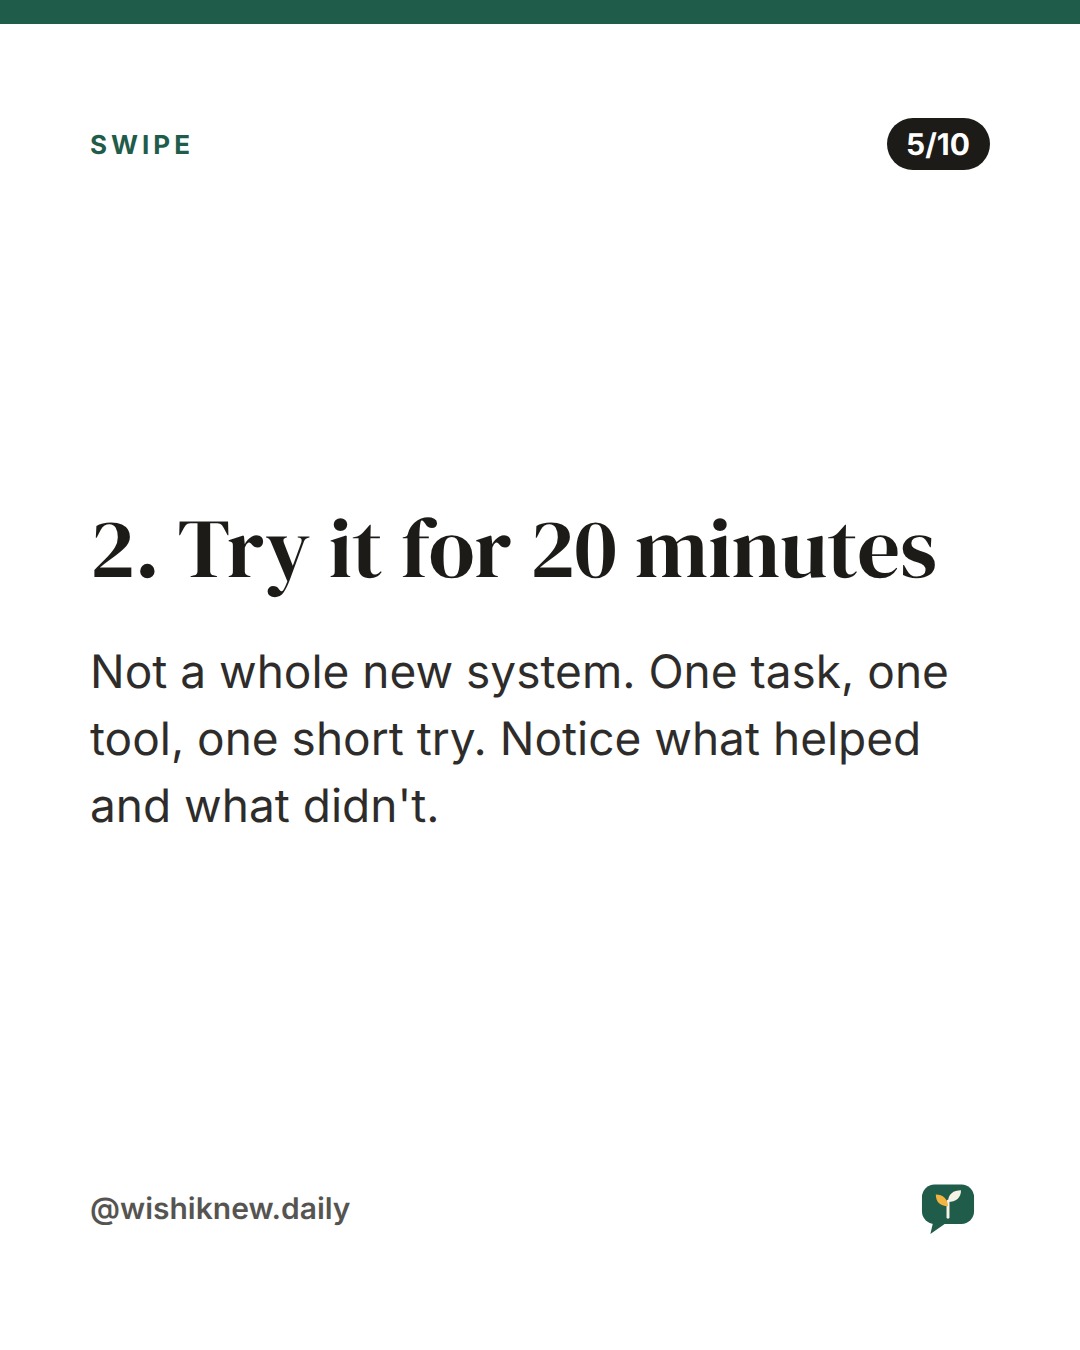 SWIPE
5/10
2. Try it for 20 minutes
Not a whole new system. One task, one
tool, one short try. Notice what helped
and what didn't.
@wishiknew.daily